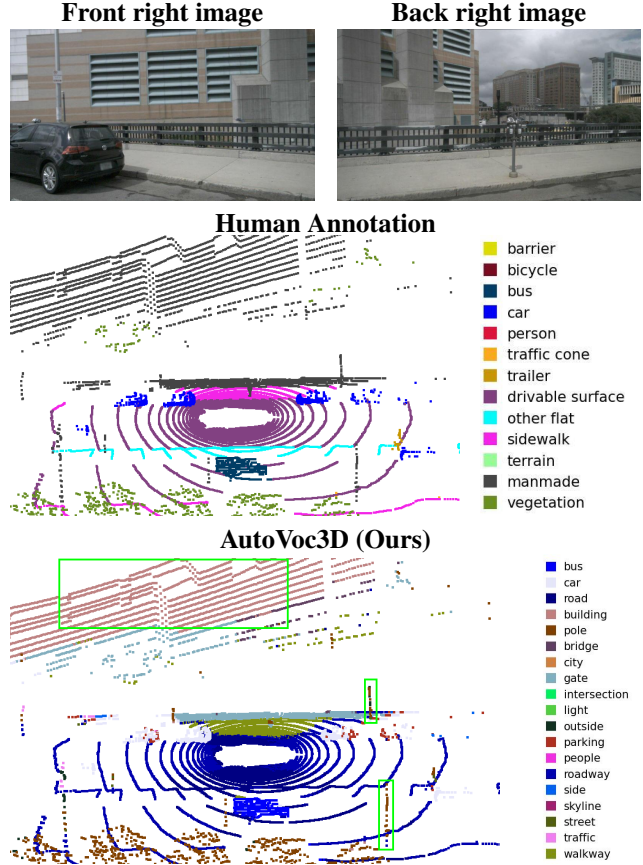 Front right image
Back right image
Human Annotation
barrier
bicycle
bus
car
person
traffic cone
trailer
drivable surface
other flat
sidewalk
terrain
manmade
vegetation
AutoVoc3D (Ours)
bus
car
road
building
pole
bridge
city
gate
intersection
light
outside
parking
people
roadway
side
skyline
street
traffic
walkway